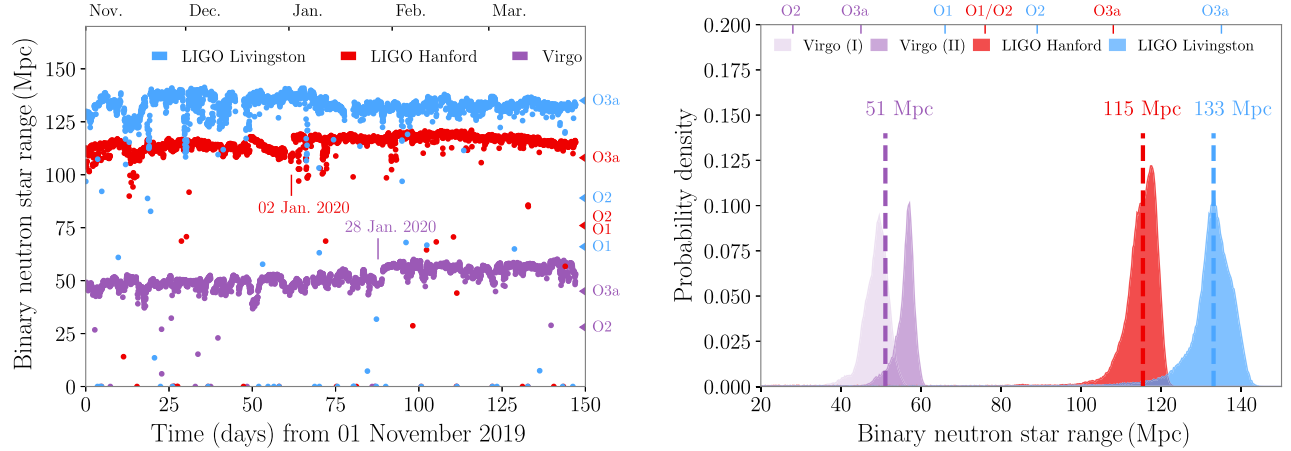 Nov. Dec. Jan. Feb. Mar.
LIGO Livingston LIGO Hanford Virgo
Binary neutron star range (Mpc)
150
125
100
75
50
25
0
02 Jan. 2020
28 Jan. 2020
O3a
O3a
O2
O2
O1
O1
O3a
O2
0 25 50 75 100 125 150
Time (days) from 01 November 2019
O2 O3a O1 O1/O2 O2 O3a O3a
Virgo (I) Virgo (II) LIGO Hanford LIGO Livingston
51 Mpc 115 Mpc 133 Mpc
Probability density
0.200
0.175
0.150
0.125
0.100
0.075
0.050
0.025
0.000
20 40 60 80 100 120 140
Binary neutron star range (Mpc)